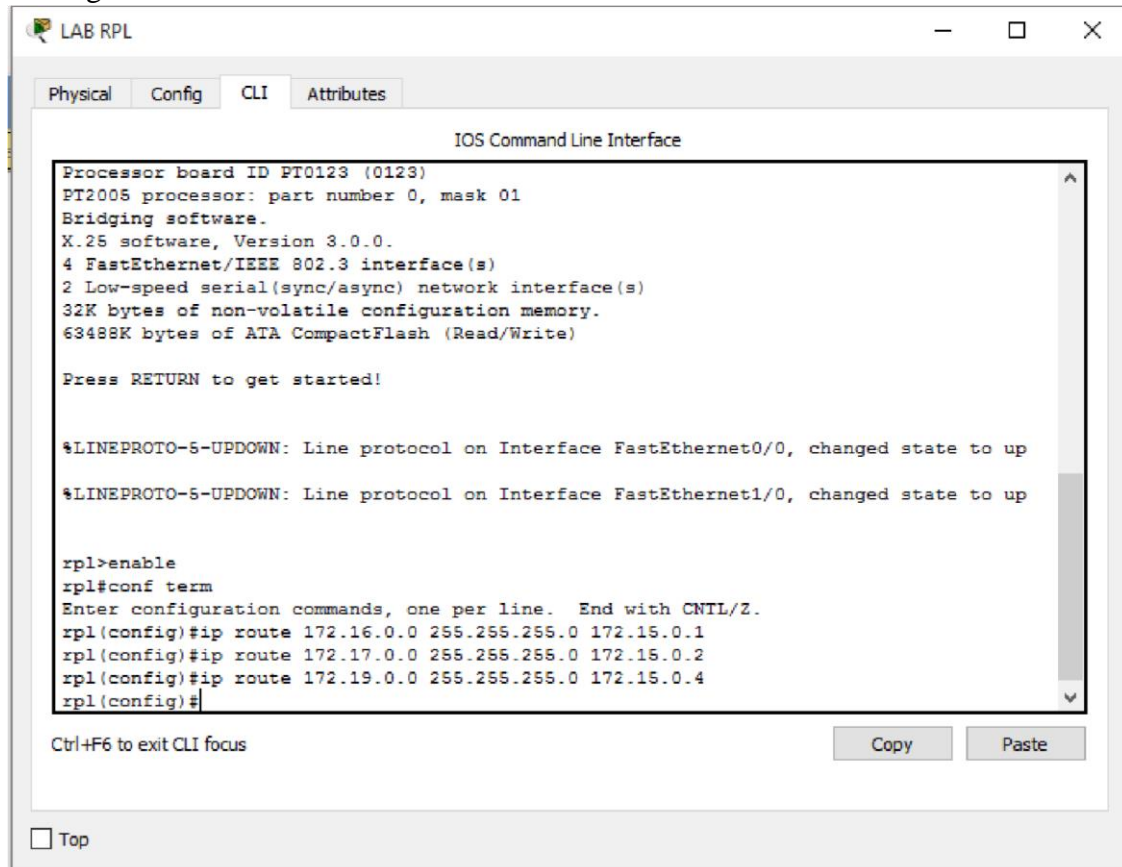 LAB RPL
Physical Config CLI Attributes
IOS Command Line Interface
Processor board ID PT0123 (0123)
PT2005 processor: part number 0, mask 01
Bridging software.
X.25 software, Version 3.0.0.
4 FastEthernet/IEEE 802.3 interface(s)
2 Low-speed serial(sync/async) network interface(s)
32K bytes of non-volatile configuration memory.
63488K bytes of ATA CompactFlash (Read/Write)
Press RETURN to get started!
%LINEPROTO-5-UPDOWN: Line protocol on Interface FastEthernet0/0, changed state to up
%LINEPROTO-5-UPDOWN: Line protocol on Interface FastEthernet1/0, changed state to up
rpl>enable
rpl#conf term
Enter configuration commands, one per line.  End with CNTL/Z.
rpl(config)#ip route 172.16.0.0 255.255.255.0 172.15.0.1
rpl(config)#ip route 172.17.0.0 255.255.255.0 172.15.0.2
rpl(config)#ip route 172.19.0.0 255.255.255.0 172.15.0.4
rpl(config)#
Ctrl+F6 to exit CLI focus
Copy Paste
Top